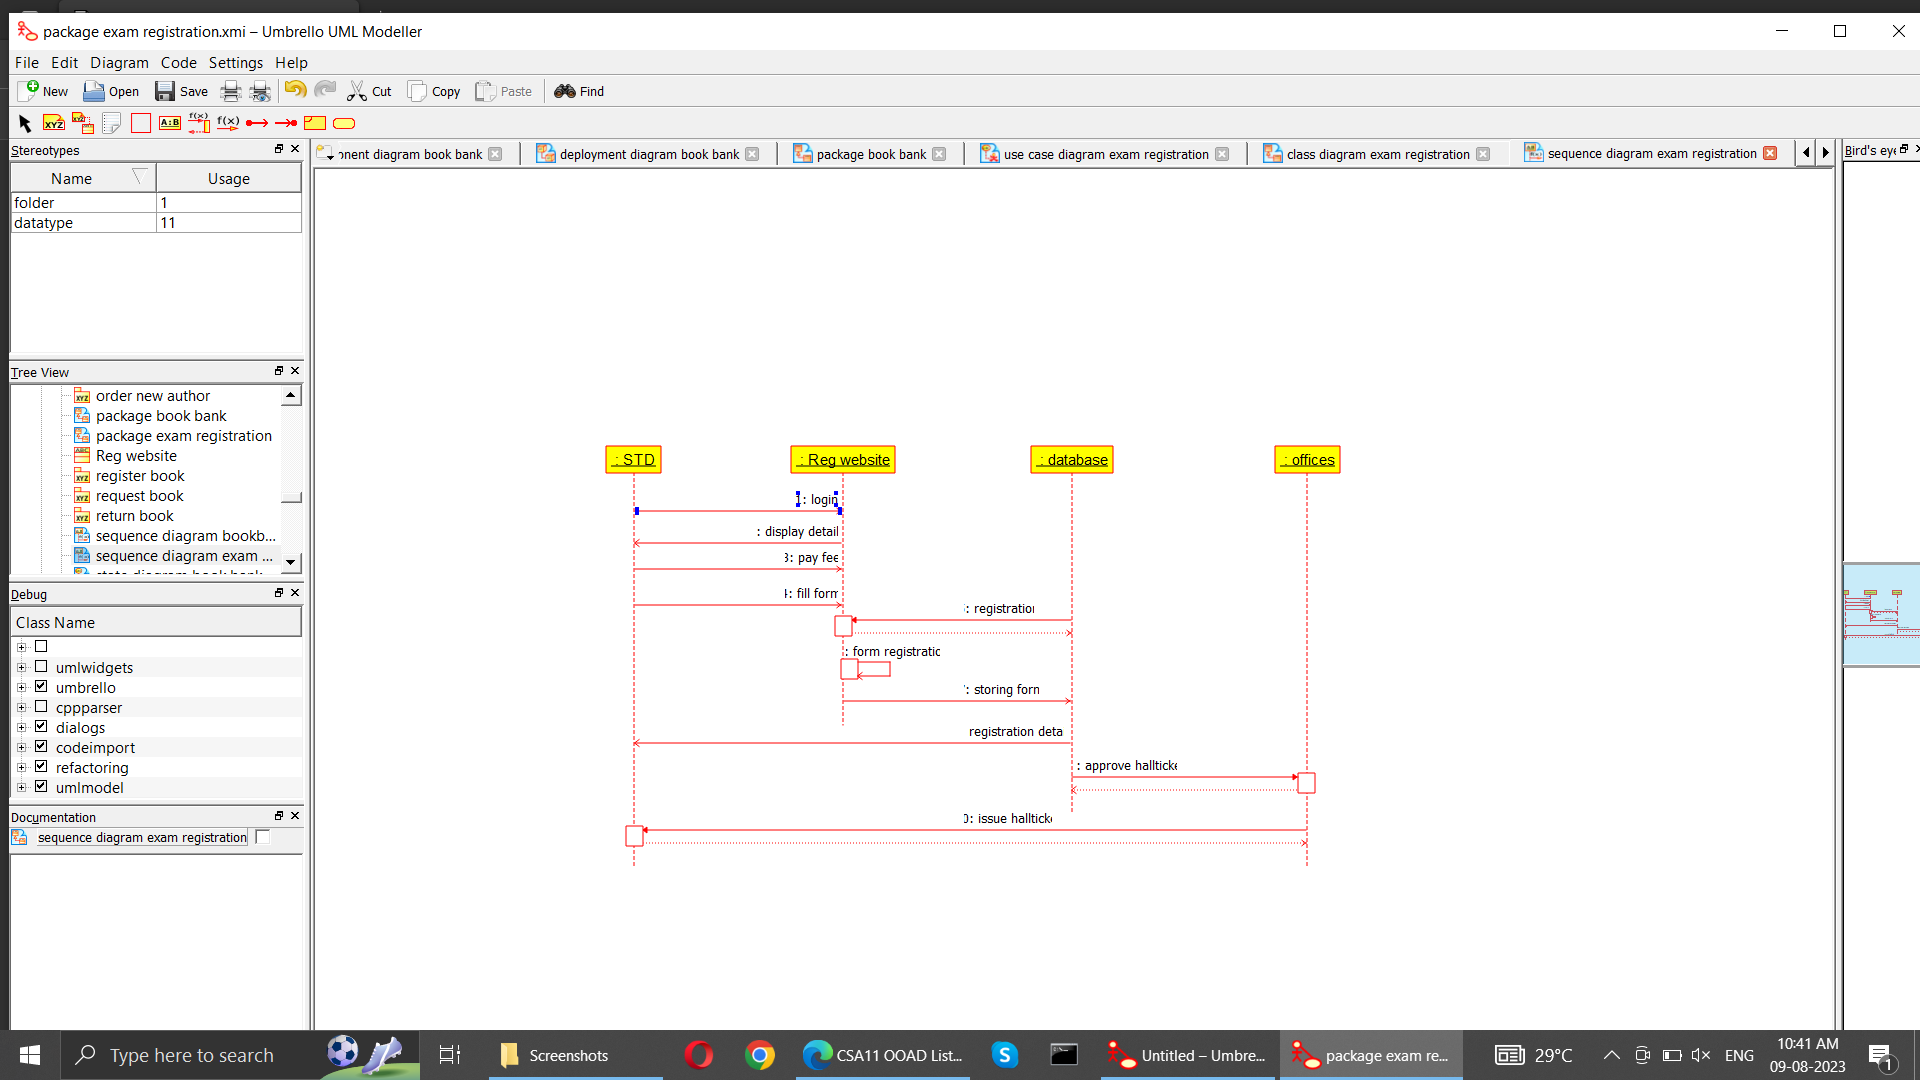 package exam registration.xmi – Umbrello UML Modeller
File Edit Diagram Code Settings Help
New Open Save Cut Copy Paste Find
XYZ A:B f(x) f(x)
Stereotypes
Name Usage
folder 1
datatype 11
onent diagram book bank deployment diagram book bank package book bank use case diagram exam registration class diagram exam registration sequence diagram exam registration
Bird's eye
Tree View
order new author
package book bank
package exam registration
Reg website
register book
request book
return book
sequence diagram bookb...
sequence diagram exam ...
Debug
Class Name
umlwidgets
umbrello
cppparser
dialogs
codeimport
refactoring
umlmodel
Documentation
sequence diagram exam registration
: STD : Reg website : database : offices
1: login
: display detail
3: pay fee
4: fill form
: registration
: form registratic
: storing forn
registration deta
: approve hallticke
0: issue hallticke
Type here to search
Screenshots
CSA11 OOAD List...
Untitled – Umbre...
package exam re...
29°C
ENG
10:41 AM
09-08-2023
1